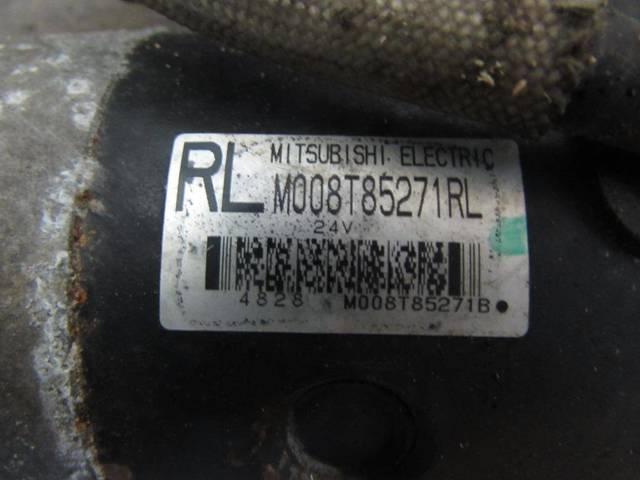 RL MITSUBISHI ELECTRIC
M008T85271RL
24V
4828 M008T85271B